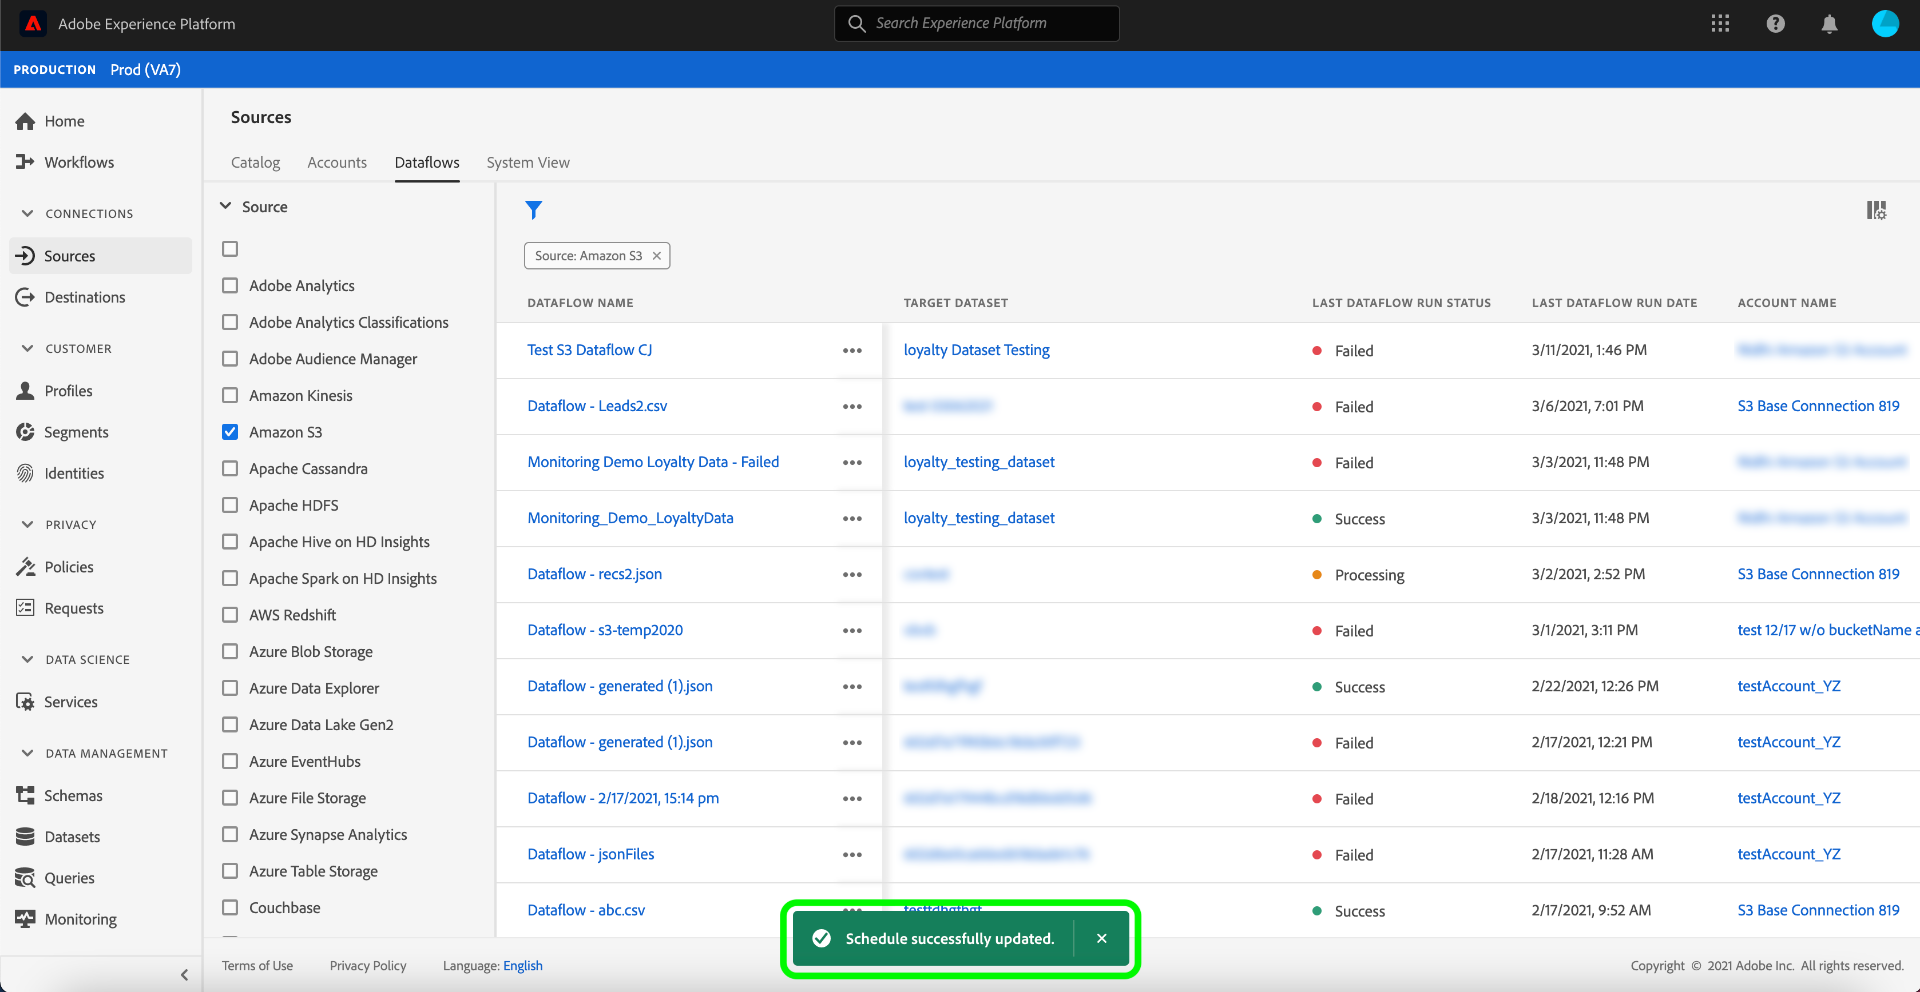 Adobe Experience Platform
Search Experience Platform
PRODUCTION Prod (VA7)
Home
Workflows
CONNECTIONS
Sources
Destinations
CUSTOMER
Profiles
Segments
Identities
PRIVACY
Policies
Requests
DATA SCIENCE
Services
DATA MANAGEMENT
Schemas
Datasets
Queries
Monitoring
Sources
Catalog Accounts Dataflows System View
Source
Adobe Analytics
Adobe Analytics Classifications
Adobe Audience Manager
Amazon Kinesis
Amazon S3
Apache Cassandra
Apache HDFS
Apache Hive on HD Insights
Apache Spark on HD Insights
AWS Redshift
Azure Blob Storage
Azure Data Explorer
Azure Data Lake Gen2
Azure EventHubs
Azure File Storage
Azure Synapse Analytics
Azure Table Storage
Couchbase
Source: Amazon S3
DATAFLOW NAME TARGET DATASET LAST DATAFLOW RUN STATUS LAST DATAFLOW RUN DATE ACCOUNT NAME
Test S3 Dataflow CJ loyalty Dataset Testing Failed 3/11/2021, 1:46 PM
Dataflow - Leads2.csv Failed 3/6/2021, 7:01 PM S3 Base Connnection 819
Monitoring Demo Loyalty Data - Failed loyalty_testing_dataset Failed 3/3/2021, 11:48 PM
Monitoring_Demo_LoyaltyData loyalty_testing_dataset Success 3/3/2021, 11:48 PM
Dataflow - recs2.json Processing 3/2/2021, 2:52 PM S3 Base Connnection 819
Dataflow - s3-temp2020 Failed 3/1/2021, 3:11 PM test 12/17 w/o bucketName a
Dataflow - generated (1).json Success 2/22/2021, 12:26 PM testAccount_YZ
Dataflow - generated (1).json Failed 2/17/2021, 12:21 PM testAccount_YZ
Dataflow - 2/17/2021, 15:14 pm Failed 2/18/2021, 12:16 PM testAccount_YZ
Dataflow - jsonFiles Failed 2/17/2021, 11:28 AM testAccount_YZ
Dataflow - abc.csv Success 2/17/2021, 9:52 AM S3 Base Connnection 819
Schedule successfully updated.
Terms of Use Privacy Policy Language: English
Copyright © 2021 Adobe Inc. All rights reserved.